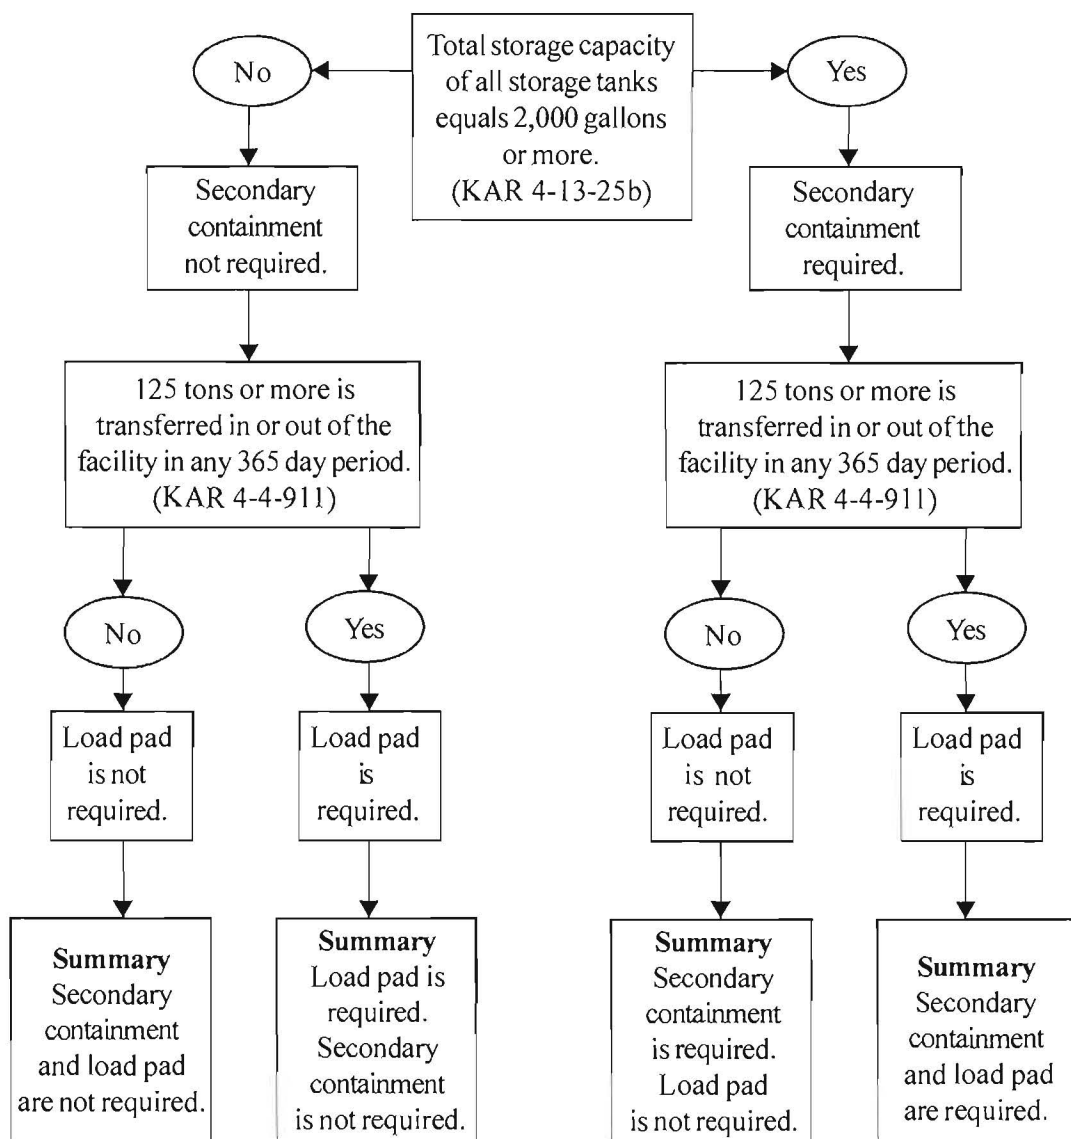 No
Total storage capacity
of all storage tanks
equals 2,000 gallons
or more.
(KAR 4-13-25b)
Yes
Secondary
containment
not required.
Secondary
containment
required.
125 tons or more is
transferred in or out of the
facility in any 365 day period.
(KAR 4-4-911)
125 tons or more is
transferred in or out of the
facility in any 365 day period.
(KAR 4-4-911)
No
Yes
No
Yes
Load pad
is not
required.
Load pad
is
required.
Load pad
is not
required.
Load pad
is
required.
Summary
Secondary
containment
and load pad
are not required.
Summary
Load pad is
required.
Secondary
containment
is not required.
Summary
Secondary
containment
is required.
Load pad
is not required.
Summary
Secondary
containment
and load pad
are required.